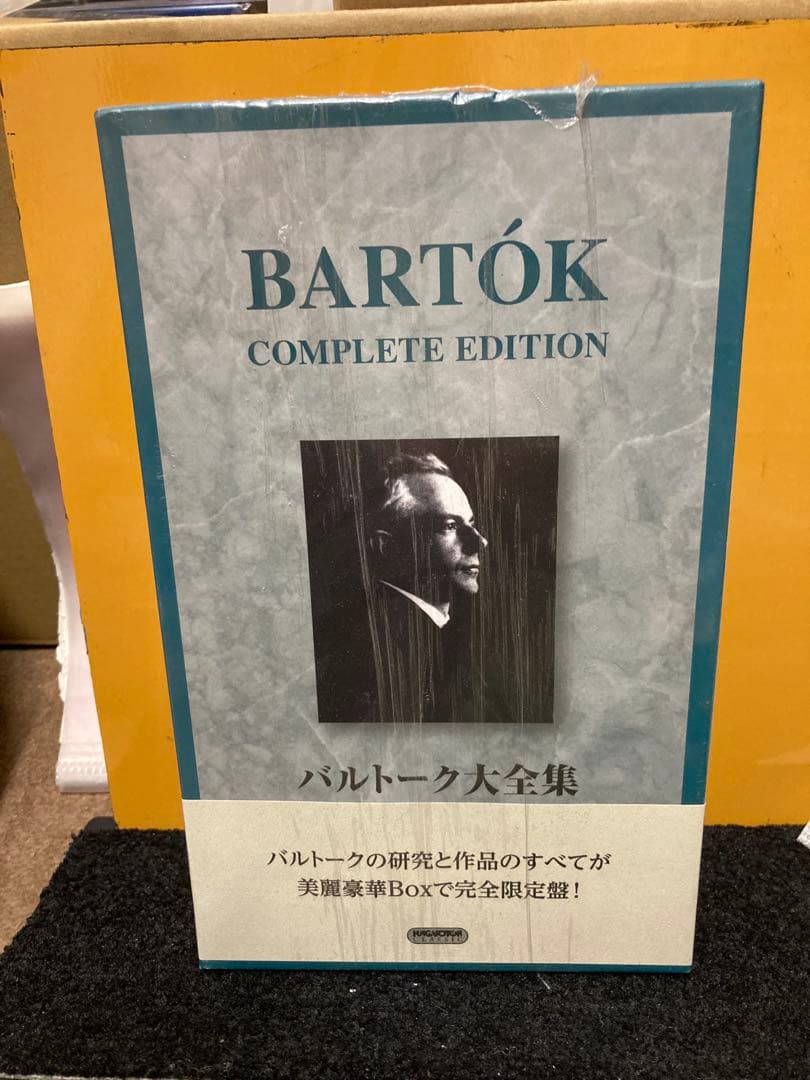 BARTÓK
COMPLETE EDITION
バルトーク大全集
バルトークの研究と作品のすべてが
美麗豪華Boxで完全限定盤!
HUNGAROTON
CLASSIC